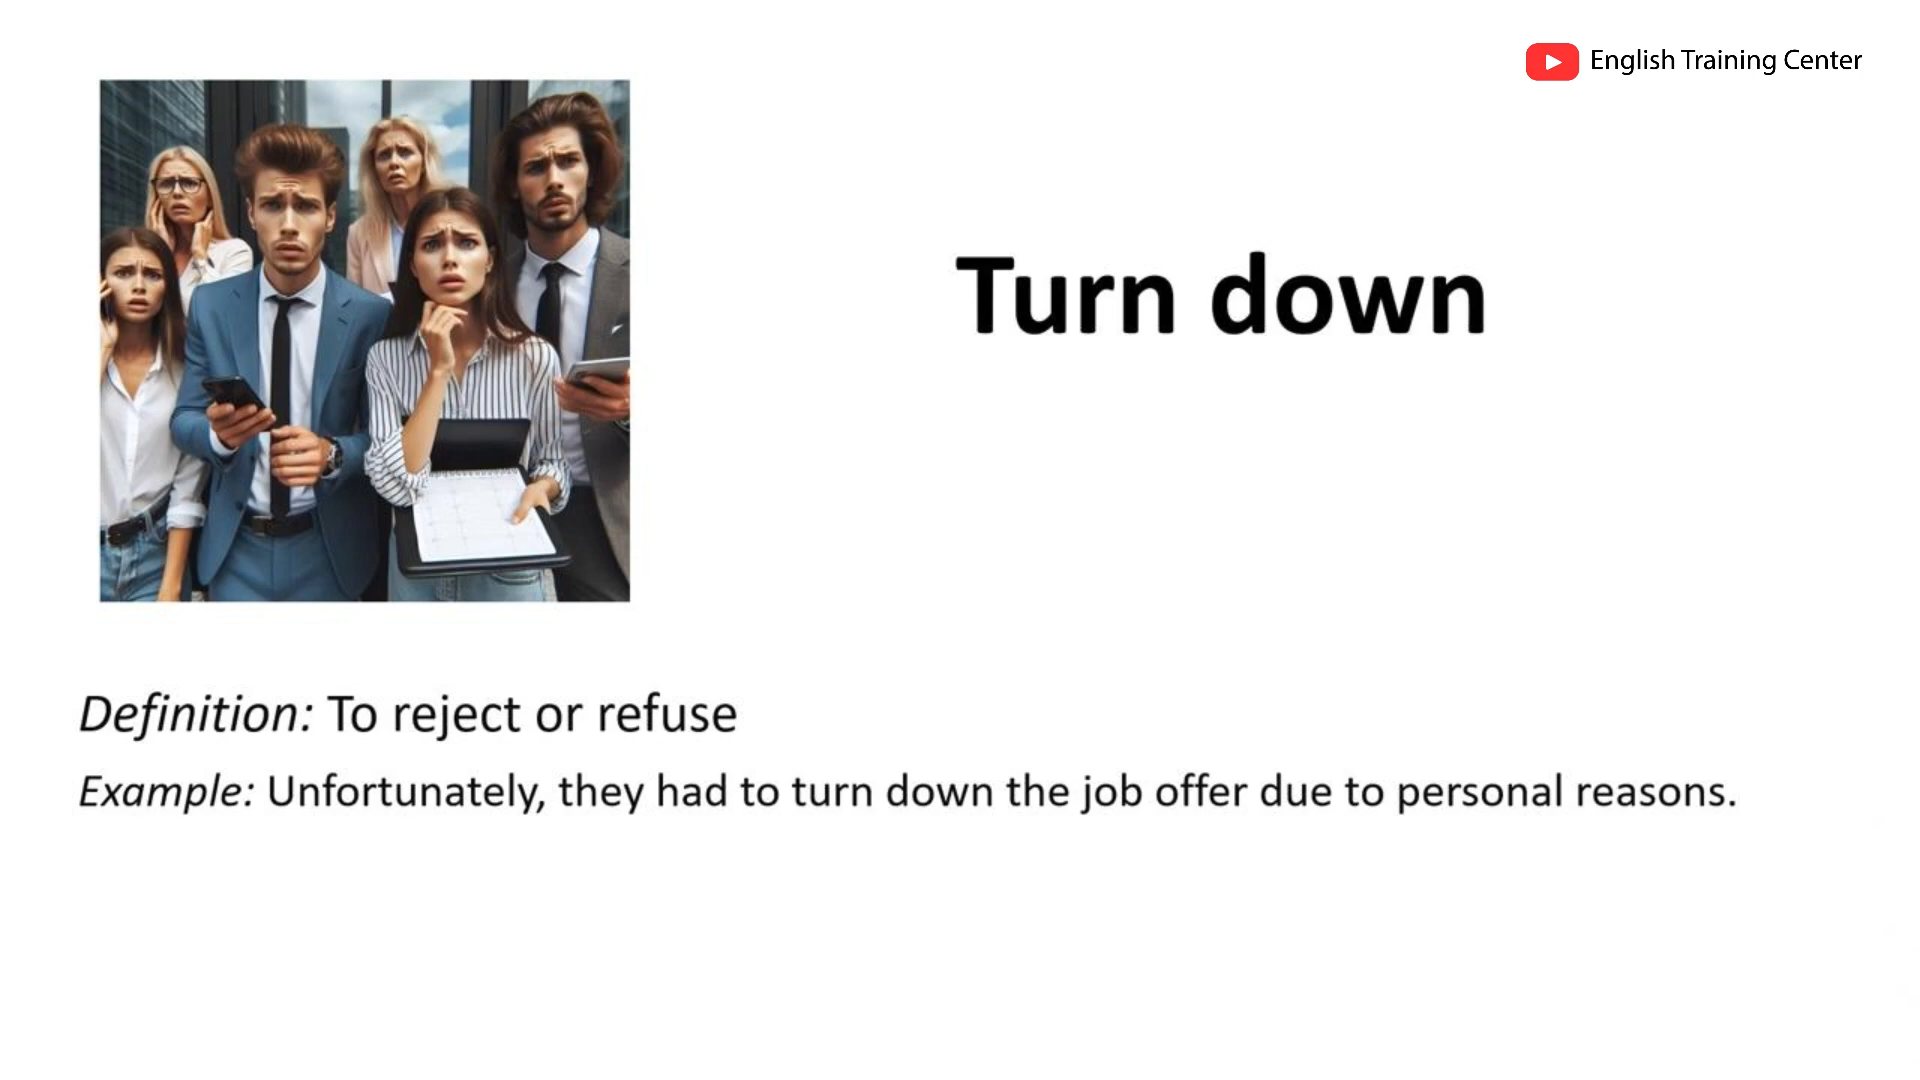 English Training Center
Turn down
Definition: To reject or refuse
Example: Unfortunately, they had to turn down the job offer due to personal reasons.